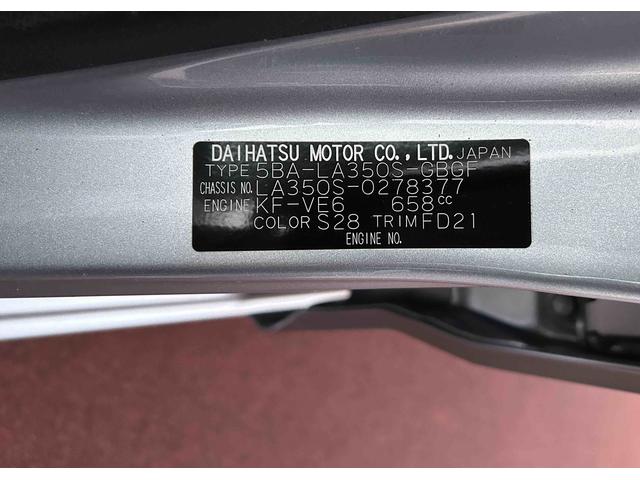 DAIHATSU MOTOR CO.,LTD. JAPAN
TYPE 5BA-LA350S-GBGF
CHASSIS NO. LA350S-0278377
ENGINE KF-VE6 658cc
COLOR S28 TRIM FD21
ENGINE NO.